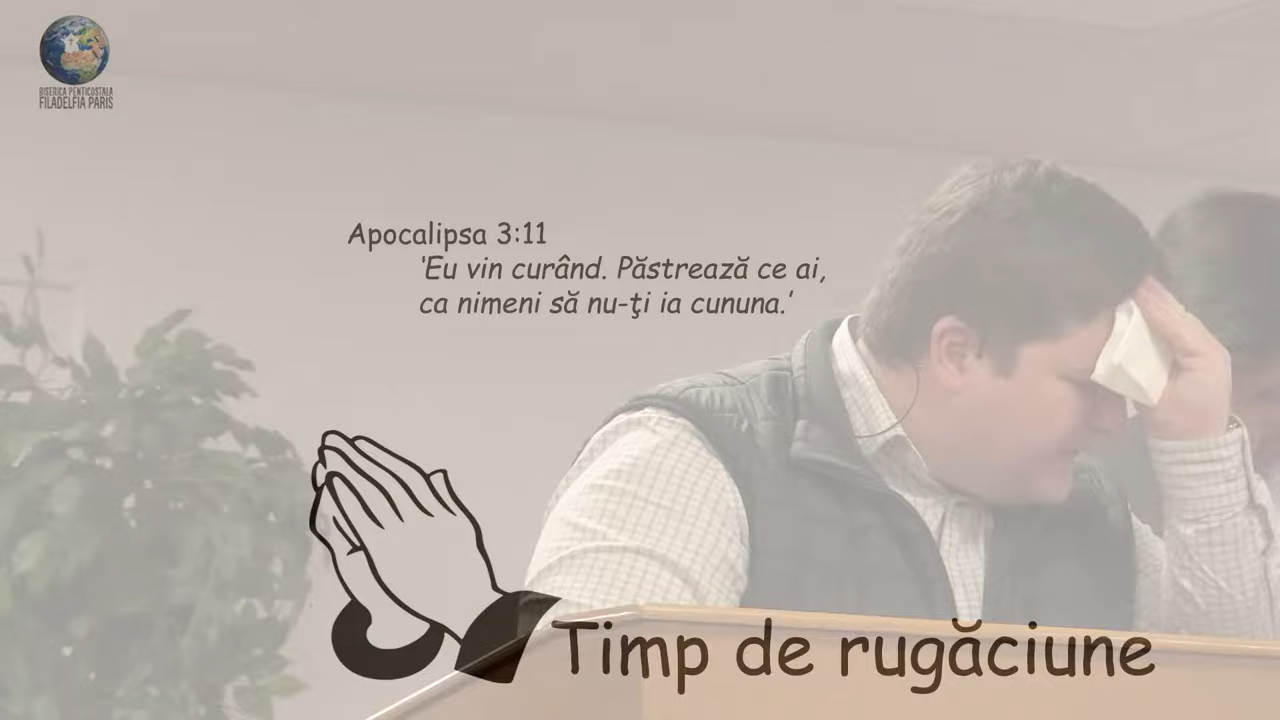 BISERICA PENTICOSTALA
FILADELFIA PARIS
Apocalipsa 3:11
'Eu vin curând. Păstrează ce ai,
ca nimeni să nu-ţi ia cununa.'
Timp de rugăciune